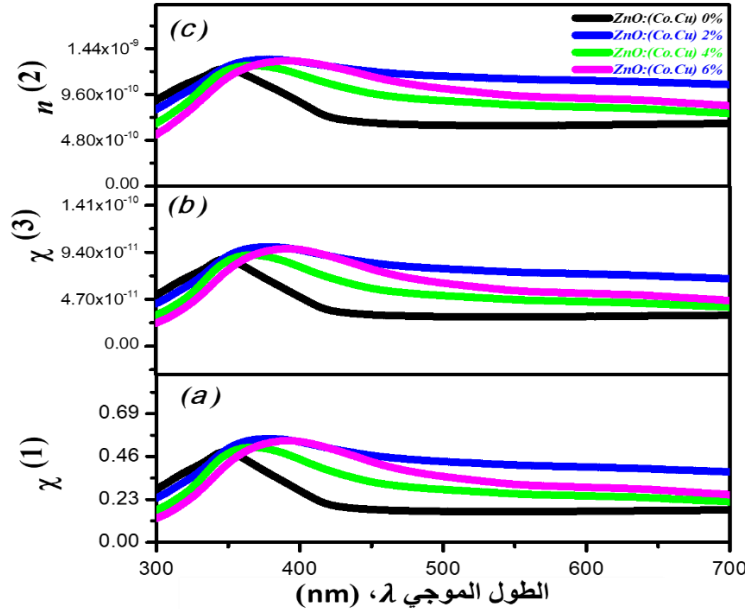 (c)
ZnO:(Co.Cu) 0%
ZnO:(Co.Cu) 2%
ZnO:(Co.Cu) 4%
ZnO:(Co.Cu) 6%
n (2)
1.44x10⁻⁹
9.60x10⁻¹⁰
4.80x10⁻¹⁰
0.00
(b)
χ (3)
1.41x10⁻¹⁰
9.40x10⁻¹¹
4.70x10⁻¹¹
0.00
(a)
χ (1)
0.69
0.46
0.23
0.00
300 400 500 600 700
الطول الموجي λ، (nm)